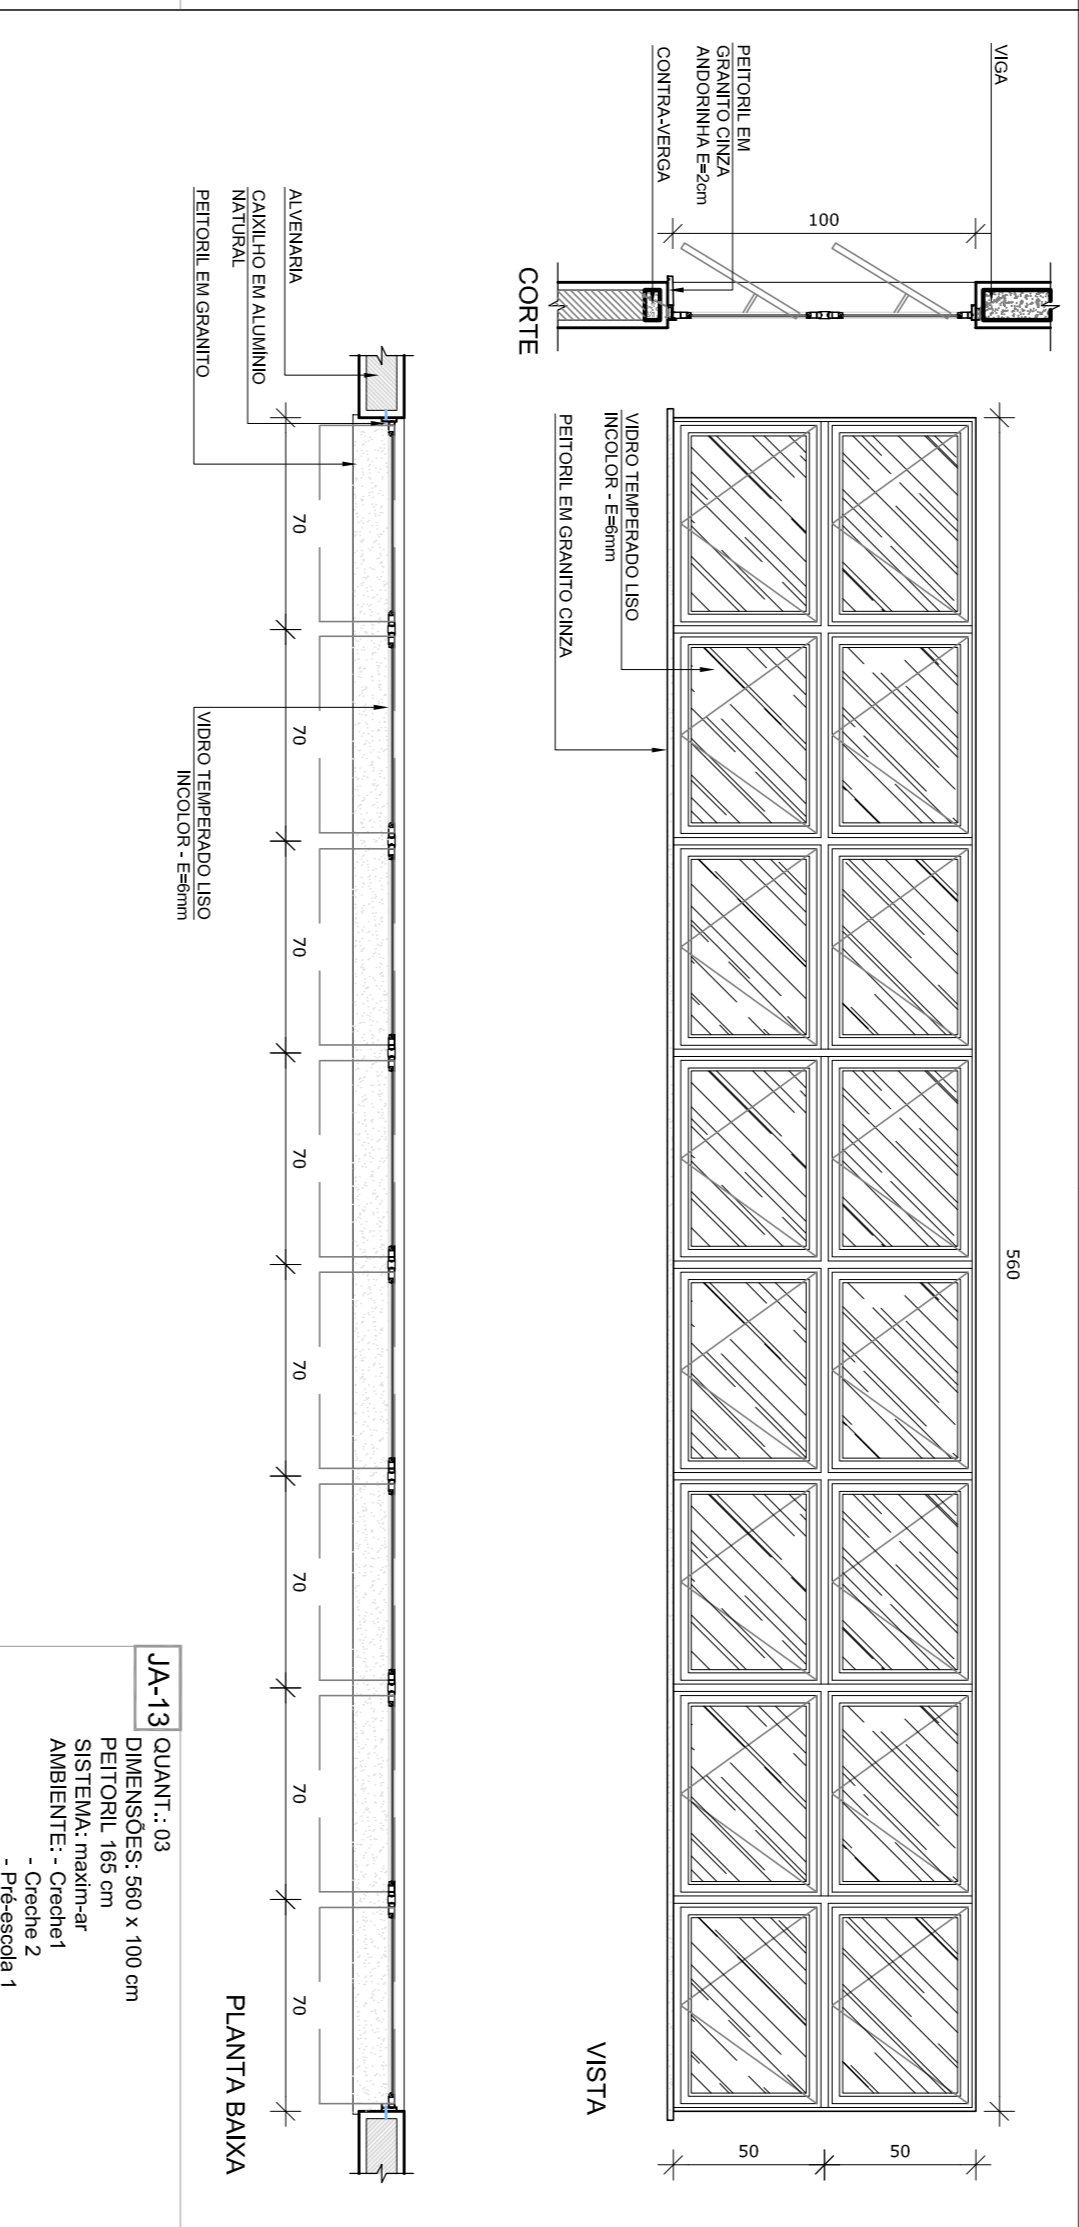 VIGA
PEITORIL EM
GRANITO CINZA
ANDORINHA E=2cm
CONTRA-VERGA
100
CORTE
560
VIDRO TEMPERADO LISO
INCOLOR - E=6mm
PEITORIL EM GRANITO CINZA
50
50
VISTA
ALVENARIA
CAIXILHO EM ALUMÍNIO
NATURAL
PEITORIL EM GRANITO
70
70
70
70
70
70
70
70
VIDRO TEMPERADO LISO
INCOLOR - E=6mm
PLANTA BAIXA
JA-13
QUANT.: 03
DIMENSÕES: 560 x 100 cm
PEITORIL 165 cm
SISTEMA: maxim-ar
AMBIENTE: - Creche1
- Creche 2
- Pré-escola 1